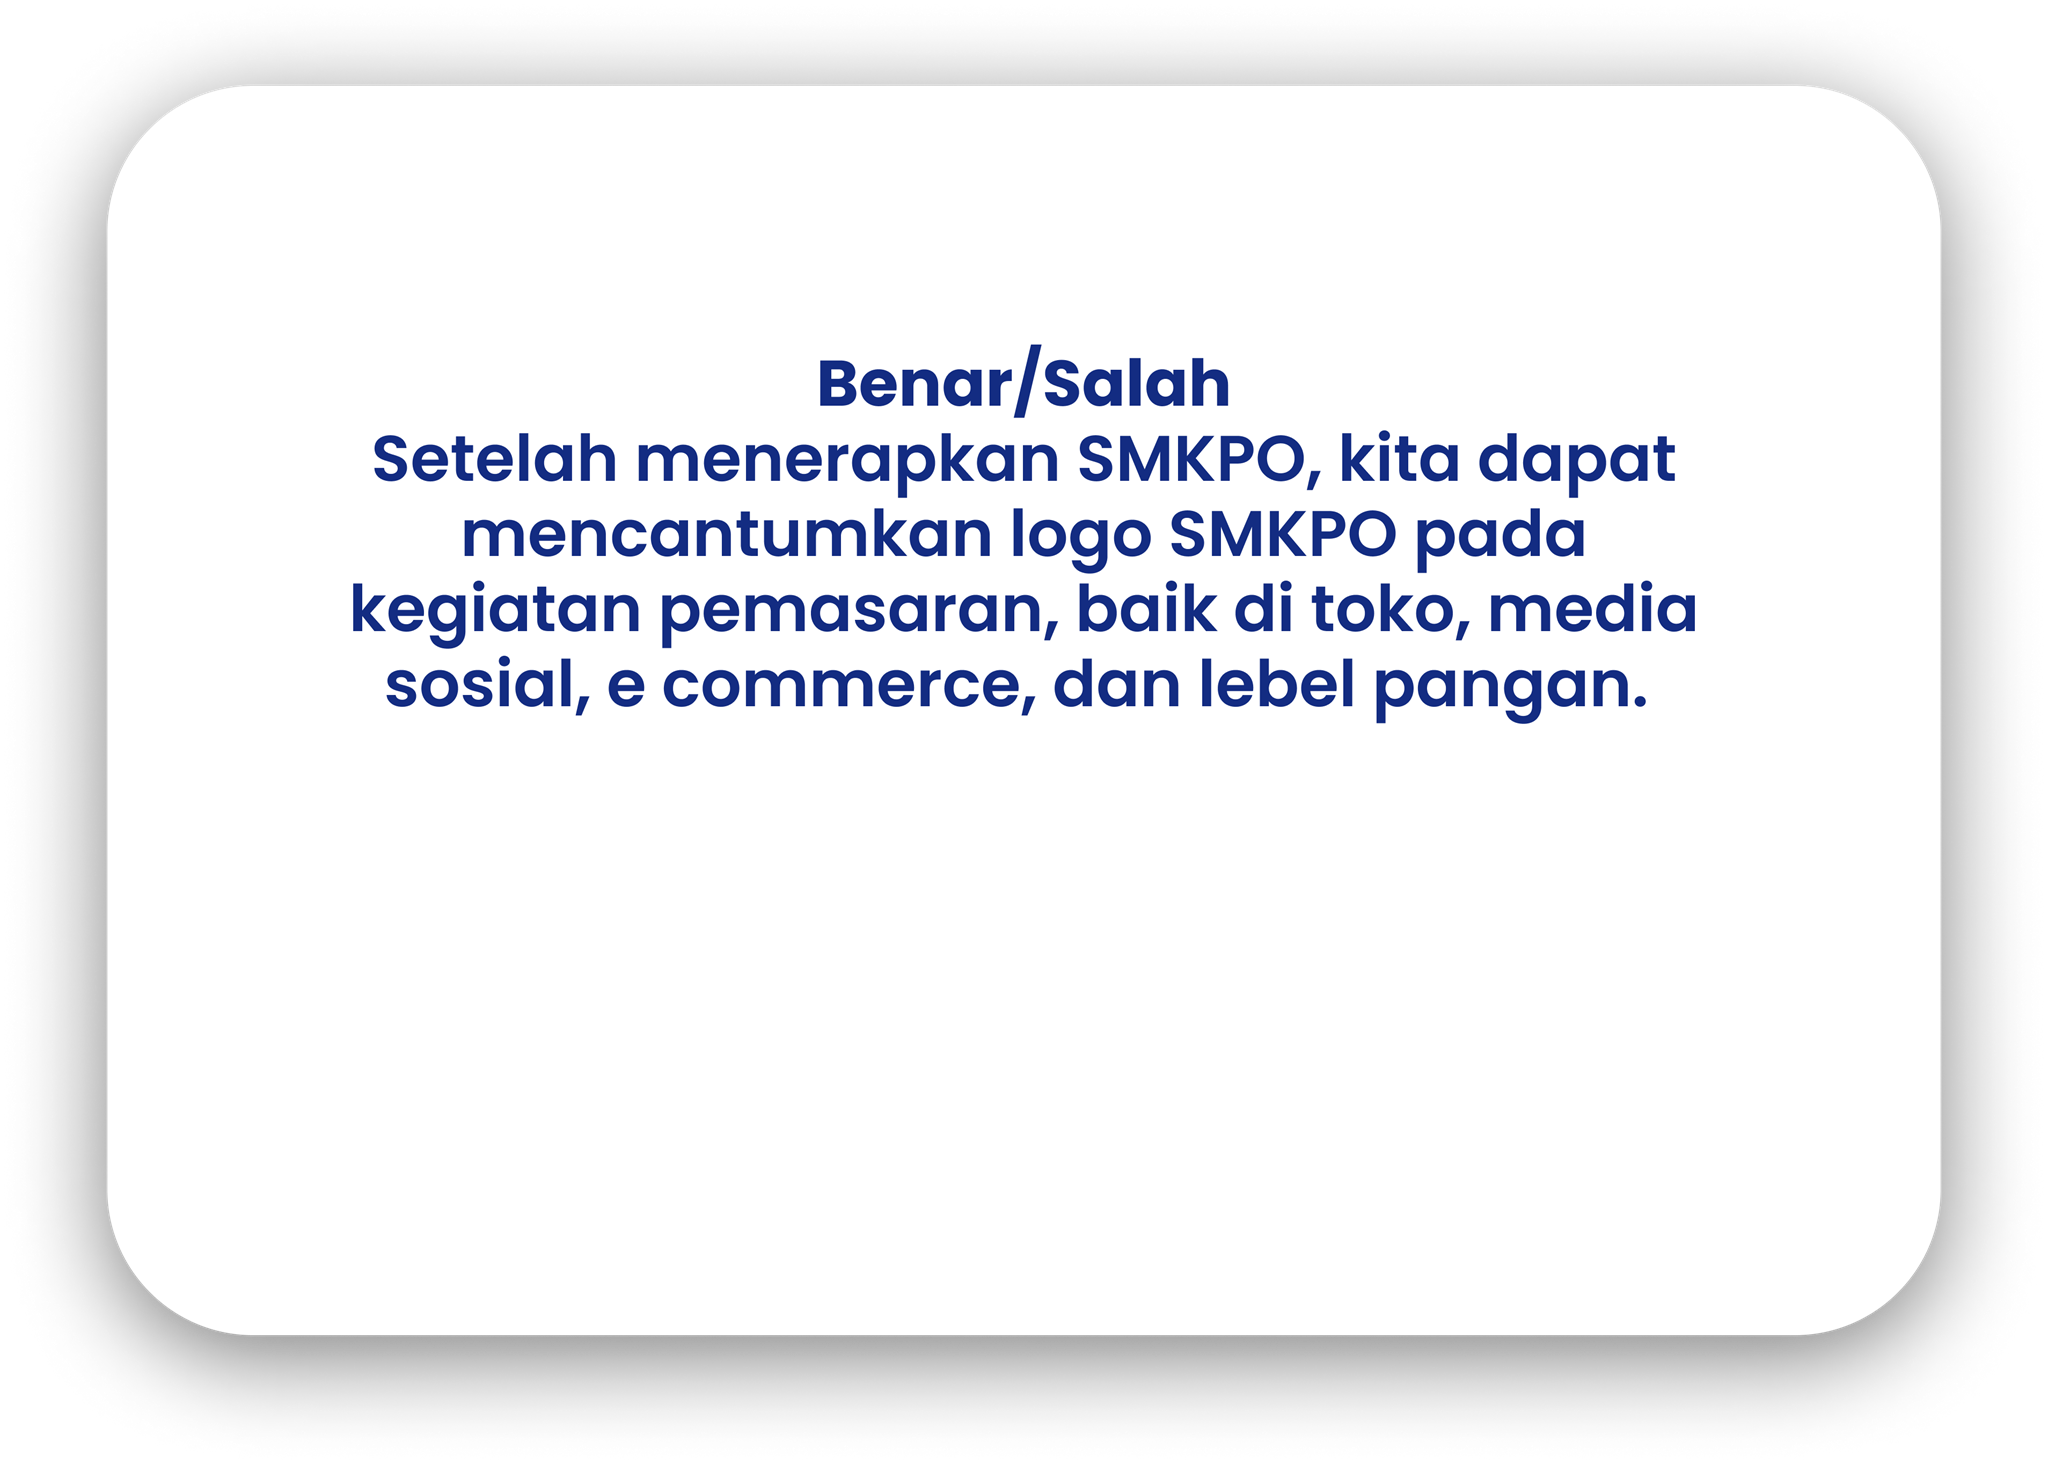 Benar/Salah
Setelah menerapkan SMKPO, kita dapat
mencantumkan logo SMKPO pada
kegiatan pemasaran, baik di toko, media
sosial, e commerce, dan lebel pangan.